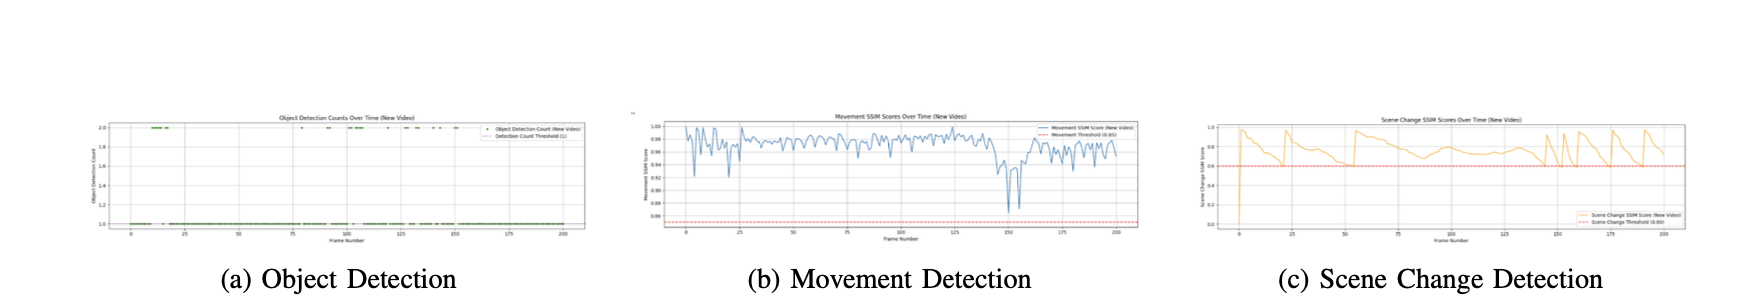 Object Detection Counts Over Time (New Video)
Object Detection Count (New Video)
Detection Count Threshold (1)
2.0
1.8
1.6
1.4
1.2
1.0
Object Detection Count
0 25 50 75 100 125 150 175 200
Frame Number
(a) Object Detection
Movement SSIM Scores Over Time (New Video)
Movement SSIM Score (New Video)
Movement Threshold (0.85)
1.00
0.98
0.96
0.94
0.92
0.90
0.88
0.86
Movement SSIM Score
0 25 50 75 100 125 150 175 200
Frame Number
(b) Movement Detection
Scene Change SSIM Scores Over Time (New Video)
1.0
0.8
0.6
0.4
0.2
0.0
Scene Change SSIM Score
Scene Change SSIM Score (New Video)
Scene Change Threshold (0.60)
0 25 50 75 100 125 150 175 200
Frame Number
(c) Scene Change Detection